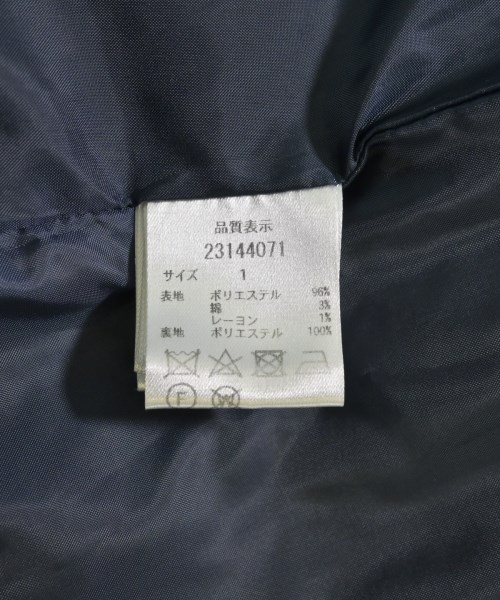 品質表示
23144071
サイズ 1
表地 ポリエステル 96%
綿 3%
レーヨン 1%
裏地 ポリエステル 100%
F W